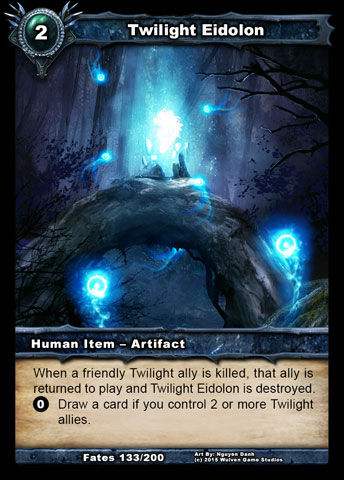 2
Twilight Eidolon
Human Item – Artifact
When a friendly Twilight ally is killed, that ally is
returned to play and Twilight Eidolon is destroyed.
0 Draw a card if you control 2 or more Twilight
allies.
Fates 133/200
Art By: Nguyen Danh
(c) 2015 Wulven Game Studios